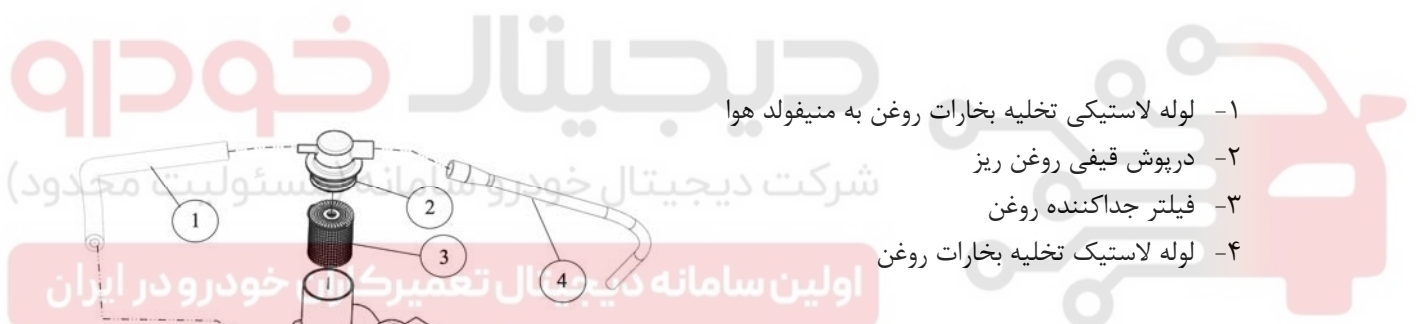 دیجیتال خودرو
۱- لوله لاستیکی تخلیه بخارات روغن به منیفولد هوا
۲- درپوش قیفی روغن ریز
۳- فیلتر جداکننده روغن
۴- لوله لاستیک تخلیه بخارات روغن
شرکت دیجیتال خودرو سامانه (مسئولیت محدود)
اولین سامانه دیجیتال تعمیرکاران خودرو در ایران
1
2
3
4